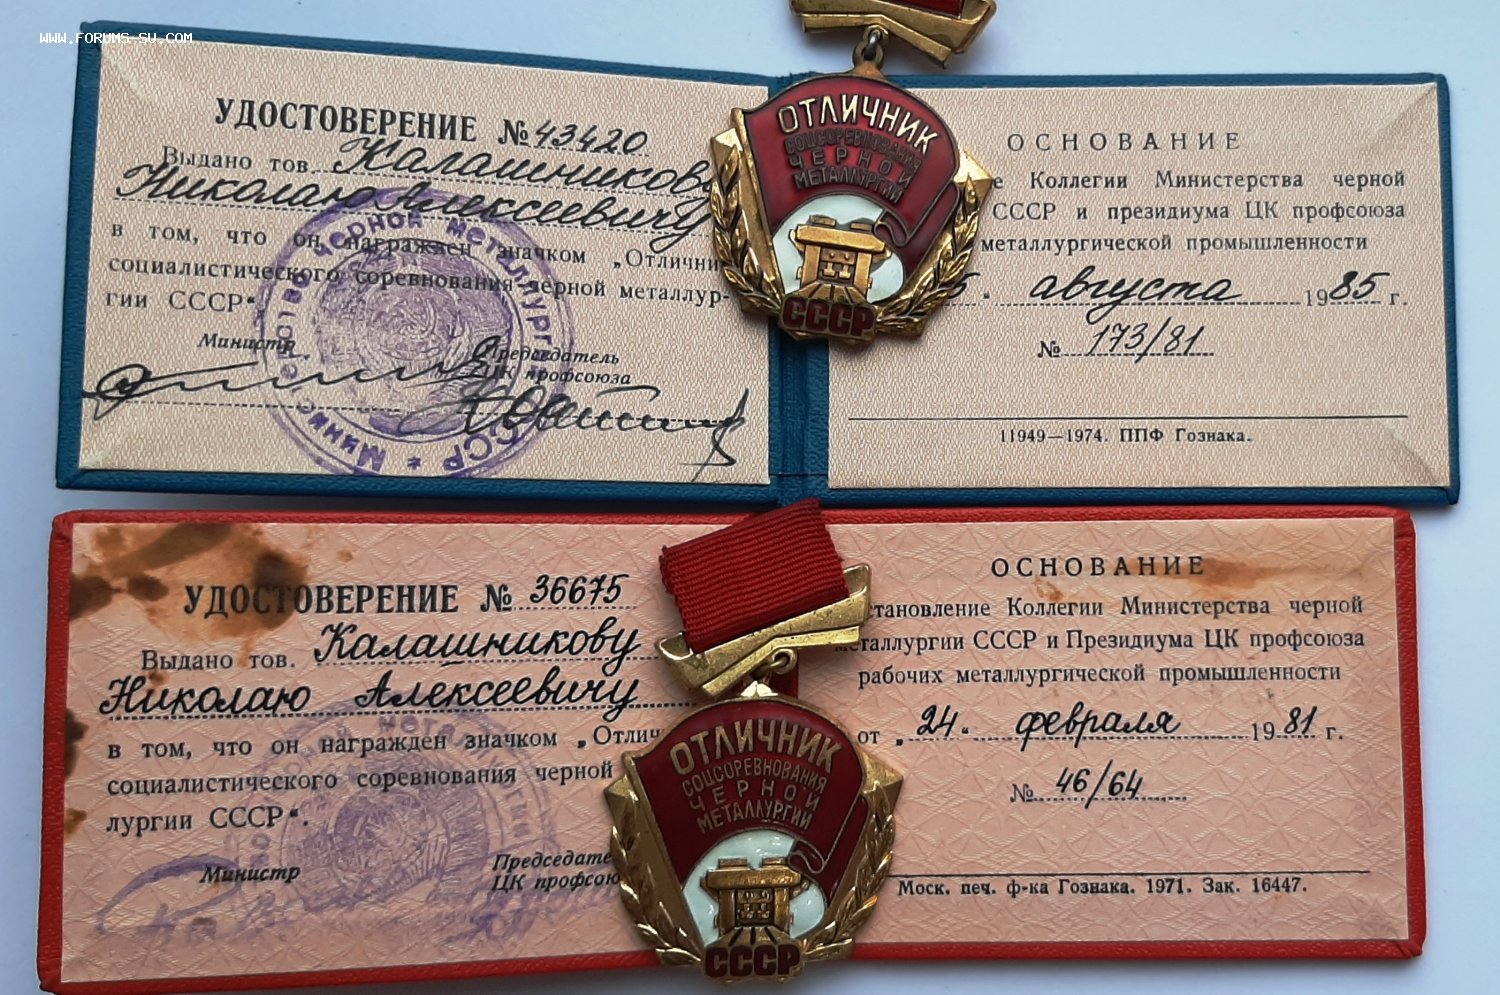 www.FORUMS-SU.COM
УДОСТОВЕРЕНИЕ № 43420
Выдано тов. Калашникову
Николаю Алексеевичу
в том, что он награжден значком „Отлични
социалистического соревнования черной металлур-
гии СССР“.
Министр
Председатель
ЦК профсоюза
ОТЛИЧНИК
СОЦСОРЕВНОВАНИЯ
ЧЕРНОЙ
МЕТАЛЛУРГИИ
СССР
ОСНОВАНИЕ
е Коллегии Министерства черной
СССР и президиума ЦК профсоюза
металлургической промышленности
5 " августа 1985 г.
№ 173/81
11949—1974. ППФ Гознака.
УДОСТОВЕРЕНИЕ № 36675
Выдано тов. Калашникову
Николаю Алексеевичу
в том, что он награжден значком „Отлич
социалистического соревнования черной
лургии СССР“.
Министр
Председате
ЦК профсою
ОТЛИЧНИК
СОЦСОРЕВНОВАНИЯ
ЧЕРНОЙ
МЕТАЛЛУРГИИ
СССР
ОСНОВАНИЕ
становление Коллегии Министерства черной
металлургии СССР и Президиума ЦК профсоюза
рабочих металлургической промышленности
от „ 24 " февраля 1981 г.
№ 46/64
Моск. печ. ф-ка Гознака. 1971. Зак. 16447.